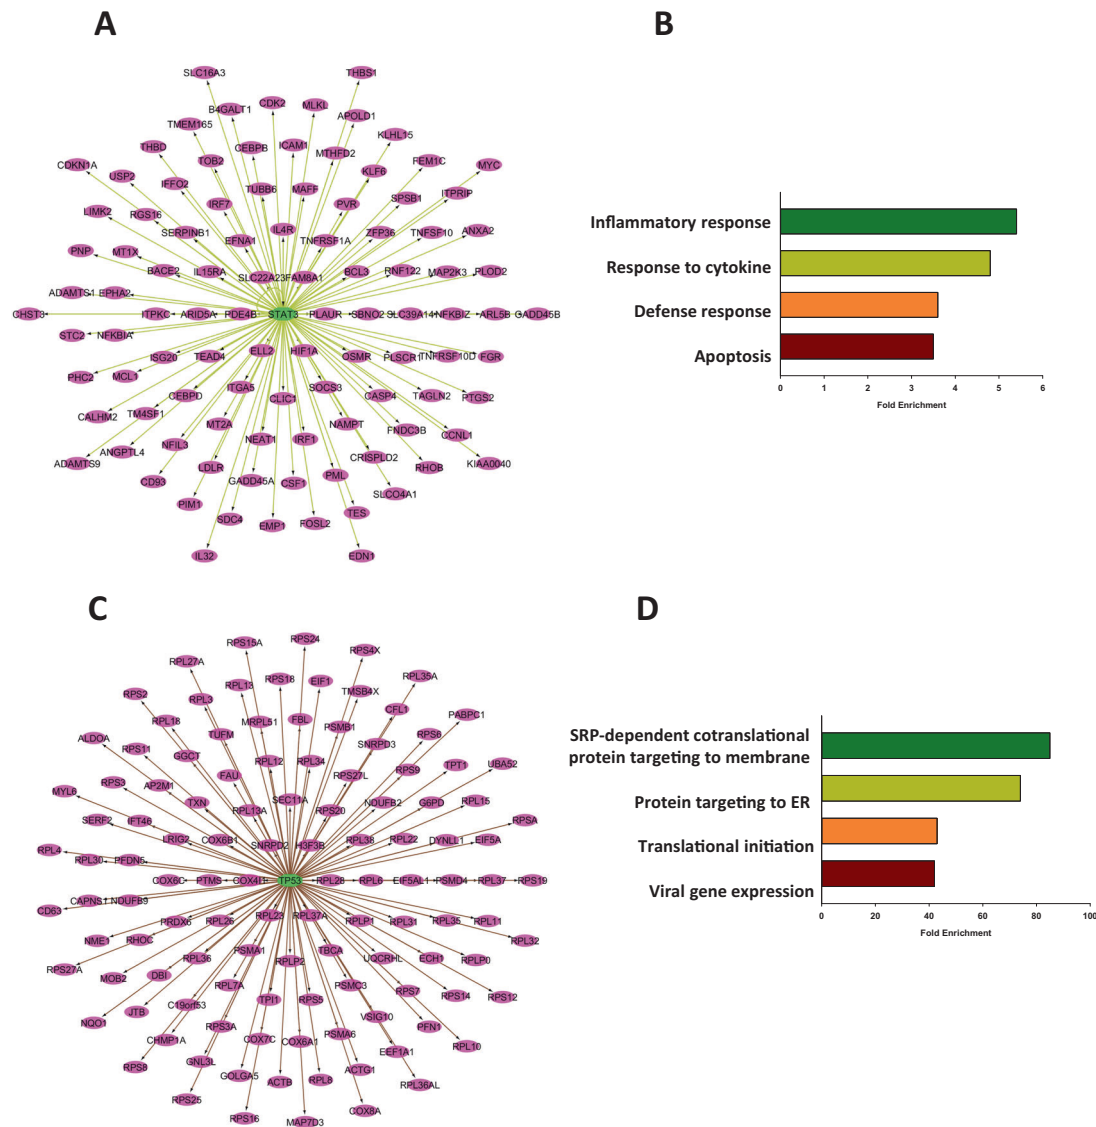 A
B
SLC16A3
THBS1
B4GALT1
CDK2
MLKL
TMEM165
APOLD1
THBD
TOB2
CEBPB
ICAM1
MTHFD2
KLHL15
CDKN1A
USP2
IFFO2
TUBB6
MAFF
KLF6
FEM1C
MYC
LIMK2
RGS16
IRF7
PVR
SPSB1
ITPRIP
SERPINB1
EFNA1
IL4R
TNFRSF1A
ZFP36
TNFSF10
ANXA2
PNP
MT1X
BACE2
IL15RA
SLC22A23
FAM8A1
BCL3
RNF122
MAP2K3
PLOD2
ADAMTS1
EPHA2
CHST3
ITPKC
ARID5A
PDE4B
STAT3
PLAUR
SBNO2
SLC39A14
NFKBIZ
ARL5B
GADD45B
STC2
NFKBIA
ISG20
TEAD4
ELL2
HIF1A
OSMR
PLSCR1
TNFRSF10D
FGR
PHC2
MCL1
CEBPD
ITGA5
CLIC1
SOCS3
CASP4
TAGLN2
PTGS2
CALHM2
TM4SF1
MT2A
NAMPT
FNDC3B
CCNL1
ADAMTS9
ANGPTL4
NFIL3
NEAT1
IRF1
CRISPLD2
RHOB
KIAA0040
CD93
LDLR
GADD45A
CSF1
PML
SLCO4A1
PIM1
SDC4
EMP1
FOSL2
TES
IL32
EDN1
Inflammatory response
Response to cytokine
Defense response
Apoptosis
0 1 2 3 4 5 6
Fold Enrichment
C
D
RPS15A
RPS24
RPS4X
RPL27A
RPL13
RPS18
EIF1
TMSB4X
RPL35A
RPS2
RPL3
MRPL51
FBL
PSMB1
CFL1
PABPC1
ALDOA
RPL18
TUFM
SNRPD3
RPS6
RPS11
GGCT
RPL12
RPL34
RPS27L
RPS9
TPT1
UBA52
MYL6
RPS3
AP2M1
FAU
SEC11A
NDUFB2
G6PD
RPL15
SERF2
IFT46
TXN
RPL13A
RPS20
RPL22
DYNLL1
EIF5A
RPSA
LRIG2
COX6B1
SNRPD2
H3F3B
RPL38
RPL4
RPL30
PFDN5
COX6C
PTMS
COX4I1
TP53
RPL28
RPL6
EIF5AL1
PSMD4
RPL37
RPS19
CD63
CAPNS1
NDUFB9
PRDX5
RPL26
RPL23
RPL37A
RPLP1
RPL31
RPL35
RPL11
NME1
RHOC
RPL36
PSMA1
RPLP2
TBCA
UQCRHL
ECH1
RPLP0
RPL32
RPS27A
MOB2
DBI
RPL7A
TPI1
RPS5
PSMC3
RPS7
RPS14
RPS12
NQO1
JTB
C19orf53
RPS3A
VSIG10
PFN1
CHMP1A
COX7C
COX6A1
PSMA6
EEF1A1
RPL10
RPS8
GNL3L
GOLGA5
ACTB
RPL8
ACTG1
RPL36AL
RPS25
RPS16
MAP7D3
COX8A
SRP-dependent cotranslational
protein targeting to membrane
Protein targeting to ER
Translational initiation
Viral gene expression
0 20 40 60 80 100
Fold Enrichment